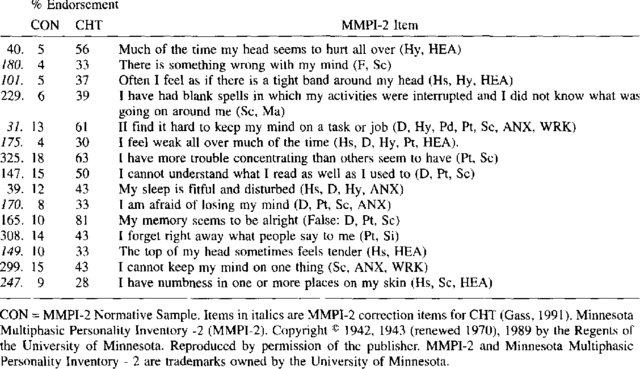 % Endorsement
CON CHT MMPI-2 Item
40. 5 56 Much of the time my head seems to hurt all over (Hy, HEA)
180. 4 33 There is something wrong with my mind (F, Sc)
101. 5 37 Often I feel as if there is a tight band around my head (Hs, Hy, HEA)
229. 6 39 I have had blank spells in which my activities were interrupted and I did not know what was
going on around me (Sc, Ma)
31. 13 61 II find it hard to keep my mind on a task or job (D, Hy, Pd, Pt, Sc, ANX, WRK)
175. 4 30 I feel weak all over much of the time (Hs, D, Hy, Pt, HEA).
325. 18 63 I have more trouble concentrating than others seem to have (Pt, Sc)
147. 15 50 I cannot understand what I read as well as I used to (D, Pt, Sc)
39. 12 43 My sleep is fitful and disturbed (Hs, D, Hy, ANX)
170. 8 33 I am afraid of losing my mind (D, Pt, Sc, ANX)
165. 10 81 My memory seems to be alright (False: D, Pt, Sc)
308. 14 43 I forget right away what people say to me (Pt, Si)
149. 10 33 The top of my head sometimes feels tender (Hs, HEA)
299. 15 43 I cannot keep my mind on one thing (Sc, ANX, WRK)
247. 9 28 I have numbness in one or more places on my skin (Hs, Sc, HEA)
CON = MMPI-2 Normative Sample. Items in italics are MMPI-2 correction items for CHT (Gass, 1991). Minnesota
Multiphasic Personality Inventory -2 (MMPI-2). Copyright © 1942, 1943 (renewed 1970), 1989 by the Regents of
the University of Minnesota. Reproduced by permission of the publisher. MMPI-2 and Minnesota Multiphasic
Personality Inventory - 2 are trademarks owned by the University of Minnesota.